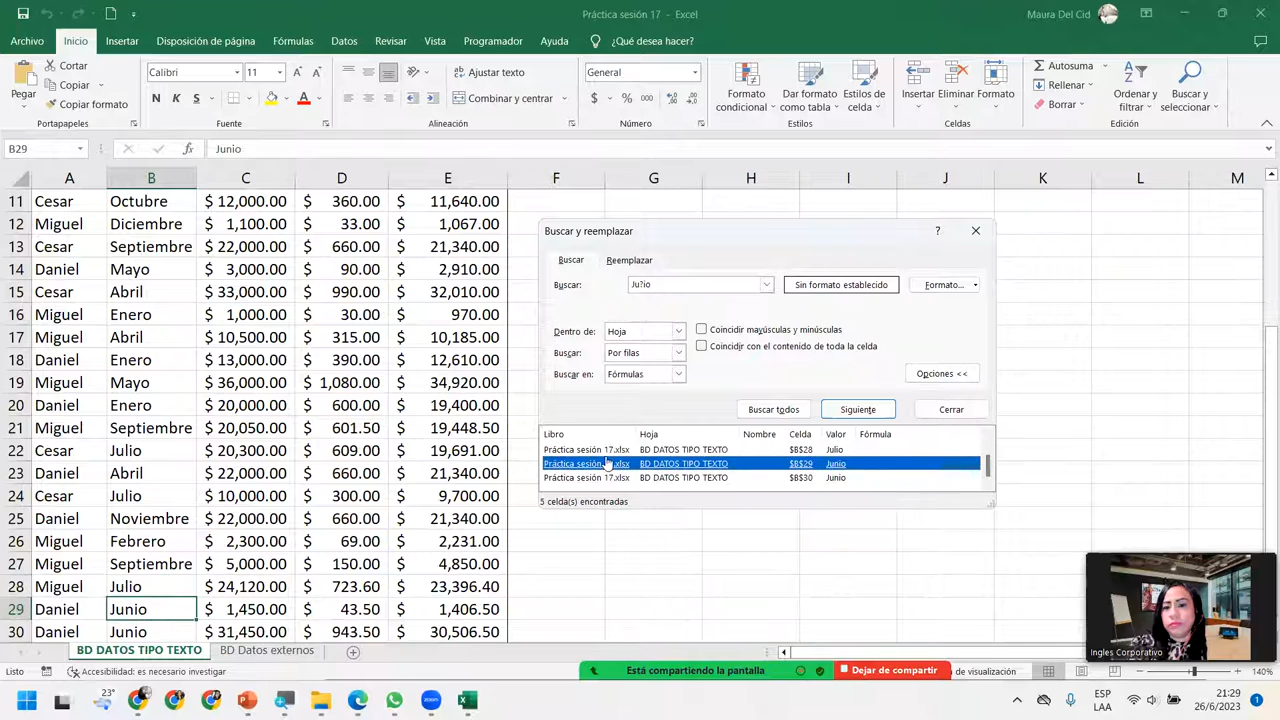 Práctica sesión 17 - Excel
Maura Del Cid
Archivo Inicio Insertar Disposición de página Fórmulas Datos Revisar Vista Programador Ayuda ¿Qué desea hacer?
Pegar
Cortar
Copiar
Copiar formato
Portapapeles
Calibri 11
N K S
Fuente
Ajustar texto
Combinar y centrar
Alineación
General
$ % 000
Número
Formato condicional
Dar formato como tabla
Estilos de celda
Estilos
Insertar Eliminar Formato
Celdas
Autosuma
Rellenar
Borrar
Ordenar y filtrar
Buscar y seleccionar
Edición
B29 fx Junio
A B C D E F G H I J K L M
11 Cesar Octubre $ 12,000.00 $ 360.00 $ 11,640.00
12 Miguel Diciembre $ 1,100.00 $ 33.00 $ 1,067.00
13 Cesar Septiembre $ 22,000.00 $ 660.00 $ 21,340.00
14 Daniel Mayo $ 3,000.00 $ 90.00 $ 2,910.00
15 Cesar Abril $ 33,000.00 $ 990.00 $ 32,010.00
16 Miguel Enero $ 1,000.00 $ 30.00 $ 970.00
17 Miguel Abril $ 10,500.00 $ 315.00 $ 10,185.00
18 Daniel Enero $ 13,000.00 $ 390.00 $ 12,610.00
19 Miguel Mayo $ 36,000.00 $ 1,080.00 $ 34,920.00
20 Daniel Enero $ 20,000.00 $ 600.00 $ 19,400.00
21 Miguel Septiembre $ 20,050.00 $ 601.50 $ 19,448.50
22 Cesar Julio $ 20,300.00 $ 609.00 $ 19,691.00
23 Daniel Abril $ 22,000.00 $ 660.00 $ 21,340.00
24 Cesar Julio $ 10,000.00 $ 300.00 $ 9,700.00
25 Daniel Noviembre $ 22,000.00 $ 660.00 $ 21,340.00
26 Miguel Febrero $ 2,300.00 $ 69.00 $ 2,231.00
27 Miguel Septiembre $ 5,000.00 $ 150.00 $ 4,850.00
28 Miguel Julio $ 24,120.00 $ 723.60 $ 23,396.40
29 Daniel Junio $ 1,450.00 $ 43.50 $ 1,406.50
30 Daniel Junio $ 31,450.00 $ 943.50 $ 30,506.50
Buscar y reemplazar ?
Buscar Reemplazar
Buscar: Ju?io Sin formato establecido Formato...
Dentro de: Hoja Coincidir mayúsculas y minúsculas
Buscar: Por filas Coincidir con el contenido de toda la celda
Buscar en: Fórmulas Opciones <<
Buscar todos Siguiente Cerrar
Libro Hoja Nombre Celda Valor Fórmula
Práctica sesión 17.xlsx BD DATOS TIPO TEXTO $B$28 Julio
Práctica sesión .xlsx BD DATOS TIPO TEXTO $B$29 Junio
Práctica sesión 17.xlsx BD DATOS TIPO TEXTO $B$30 Junio
5 celda(s) encontradas
Ingles Corporativo
BD DATOS TIPO TEXTO BD Datos externos
Listo Accesibilidad: es necesario investigar Está compartiendo la pantalla Dejar de compartir de visualización 140%
23° zoom
ESP
LAA
21:29
26/6/2023
1